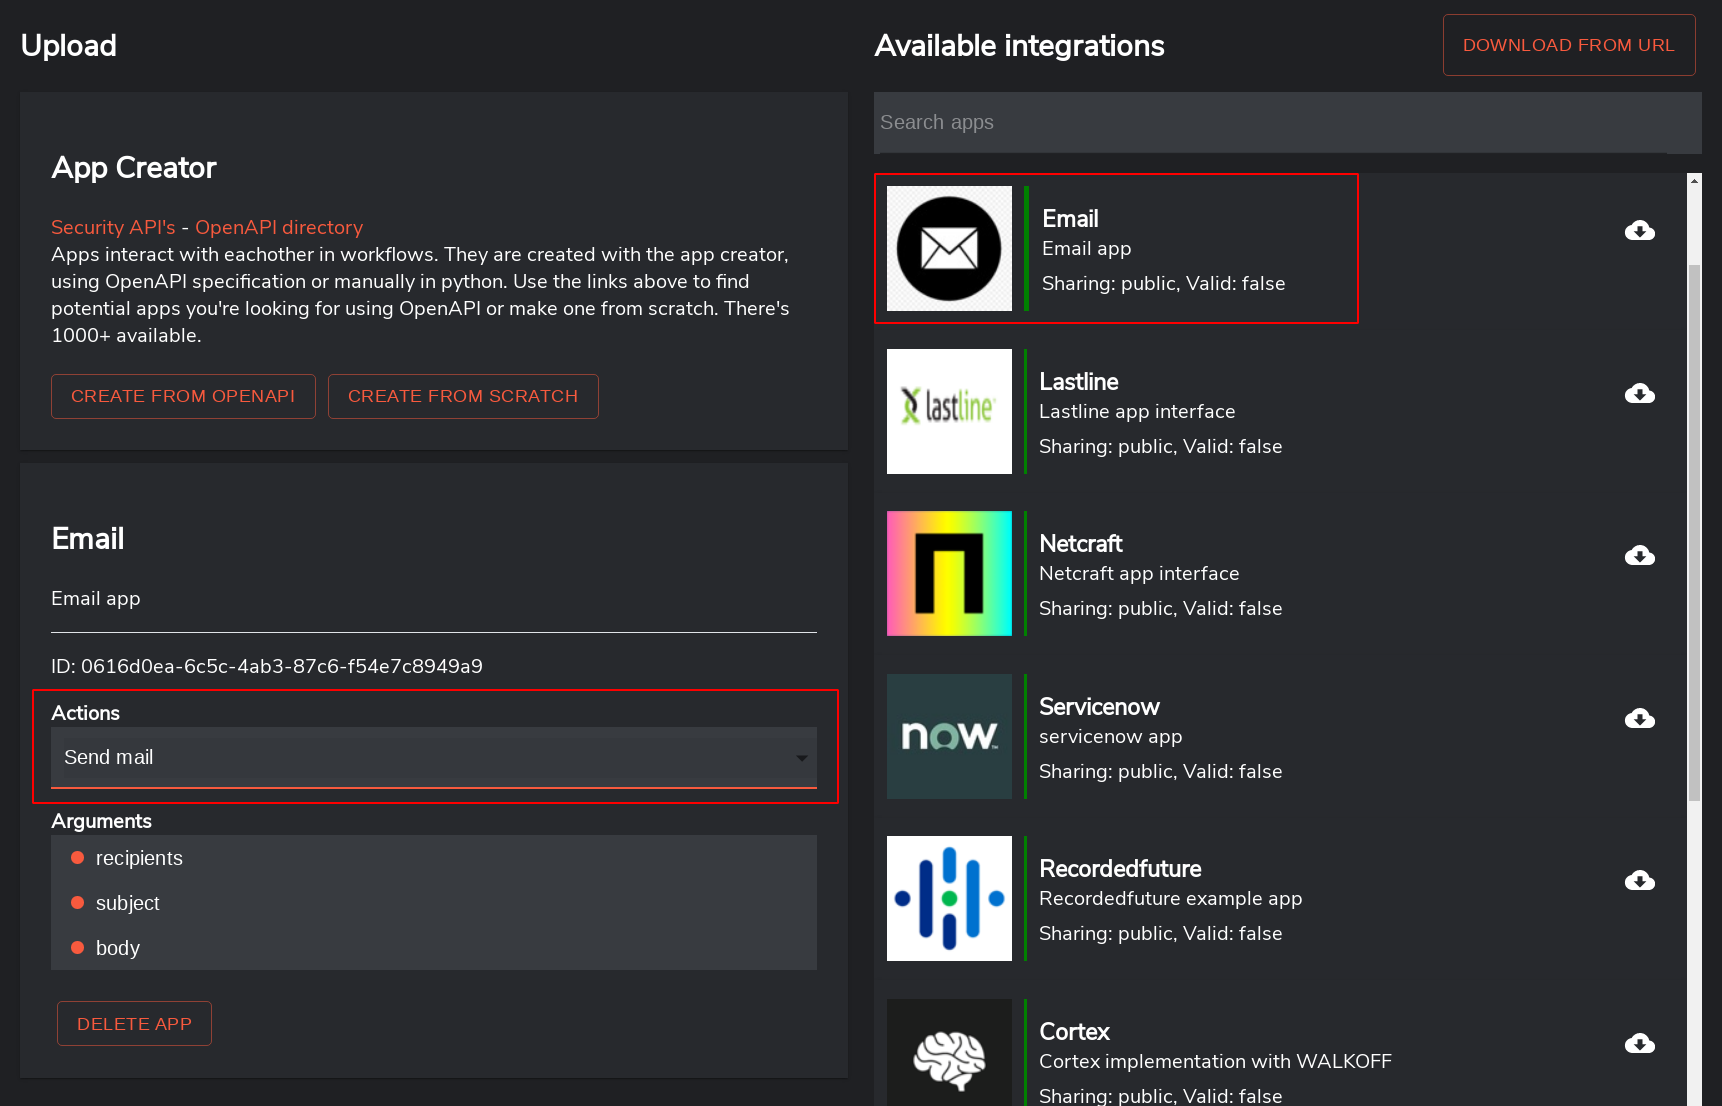 Upload
App Creator
Security API's - OpenAPI directory
Apps interact with eachother in workflows. They are created with the app creator,
using OpenAPI specification or manually in python. Use the links above to find
potential apps you're looking for using OpenAPI or make one from scratch. There's
1000+ available.
CREATE FROM OPENAPI
CREATE FROM SCRATCH
Email
Email app
ID: 0616d0ea-6c5c-4ab3-87c6-f54e7c8949a9
Actions
Send mail
Arguments
recipients
subject
body
DELETE APP
Available integrations
DOWNLOAD FROM URL
Search apps
Email
Email app
Sharing: public, Valid: false
lastline
Lastline
Lastline app interface
Sharing: public, Valid: false
Netcraft
Netcraft app interface
Sharing: public, Valid: false
now
Servicenow
servicenow app
Sharing: public, Valid: false
Recordedfuture
Recordedfuture example app
Sharing: public, Valid: false
Cortex
Cortex implementation with WALKOFF
Sharing: public, Valid: false